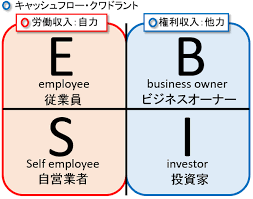 キャッシュフロー・クワドラント
労働収入：自力
権利収入：他力
E
employee
従業員
B
business owner
ビジネスオーナー
S
Self employee
自営業者
I
investor
投資家